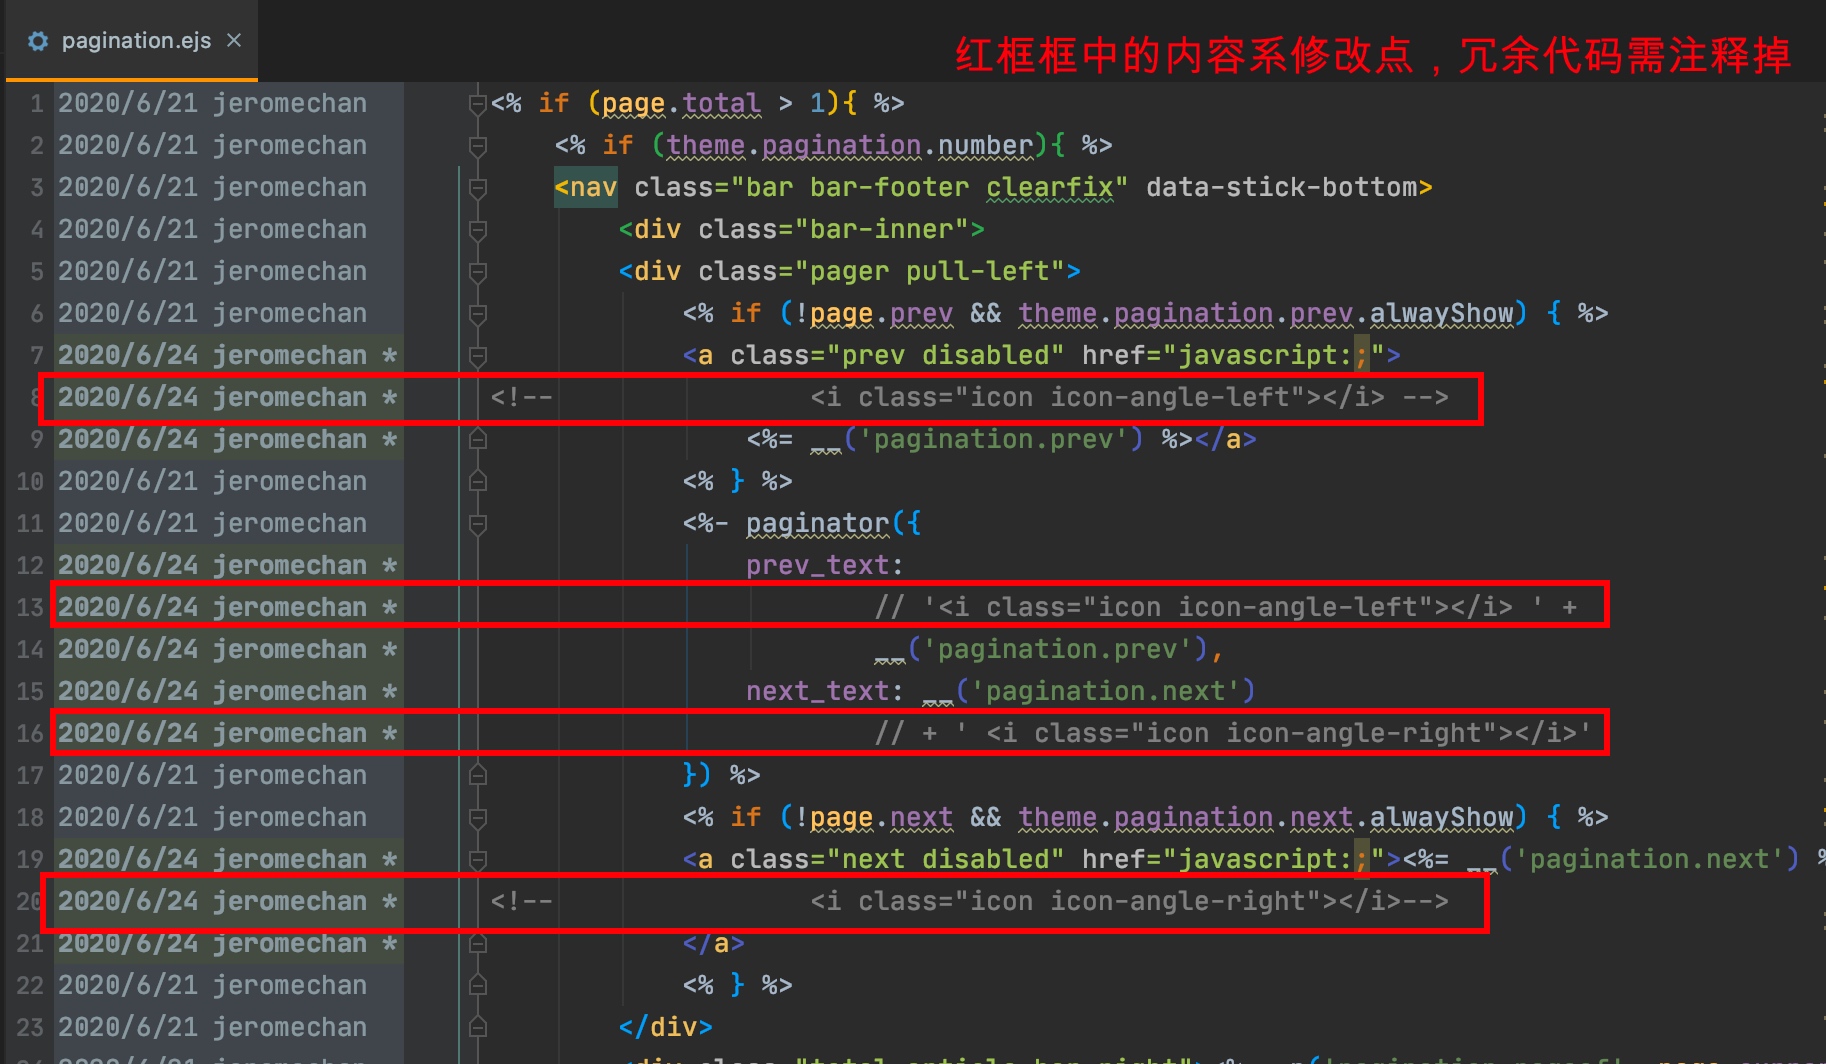 pagination.ejs ×
红框框中的内容系修改点，冗余代码需注释掉
1 2020/6/21 jeromechan <% if (page.total > 1){ %>
2 2020/6/21 jeromechan <% if (theme.pagination.number){ %>
3 2020/6/21 jeromechan <nav class="bar bar-footer clearfix" data-stick-bottom>
4 2020/6/21 jeromechan <div class="bar-inner">
5 2020/6/21 jeromechan <div class="pager pull-left">
6 2020/6/21 jeromechan <% if (!page.prev && theme.pagination.prev.alwayShow) { %>
7 2020/6/24 jeromechan * <a class="prev disabled" href="javascript:;">
8 2020/6/24 jeromechan * <!-- <i class="icon icon-angle-left"></i> -->
9 2020/6/24 jeromechan * <%= __('pagination.prev') %></a>
10 2020/6/21 jeromechan <% } %>
11 2020/6/21 jeromechan <%- paginator({
12 2020/6/24 jeromechan * prev_text:
13 2020/6/24 jeromechan * // '<i class="icon icon-angle-left"></i> ' +
14 2020/6/24 jeromechan * __('pagination.prev'),
15 2020/6/24 jeromechan * next_text: __('pagination.next')
16 2020/6/24 jeromechan * // + ' <i class="icon icon-angle-right"></i>'
17 2020/6/21 jeromechan }) %>
18 2020/6/21 jeromechan <% if (!page.next && theme.pagination.next.alwayShow) { %>
19 2020/6/24 jeromechan * <a class="next disabled" href="javascript:;"><%= __('pagination.next') %
20 2020/6/24 jeromechan * <!-- <i class="icon icon-angle-right"></i>-->
21 2020/6/24 jeromechan * </a>
22 2020/6/21 jeromechan <% } %>
23 2020/6/21 jeromechan </div>